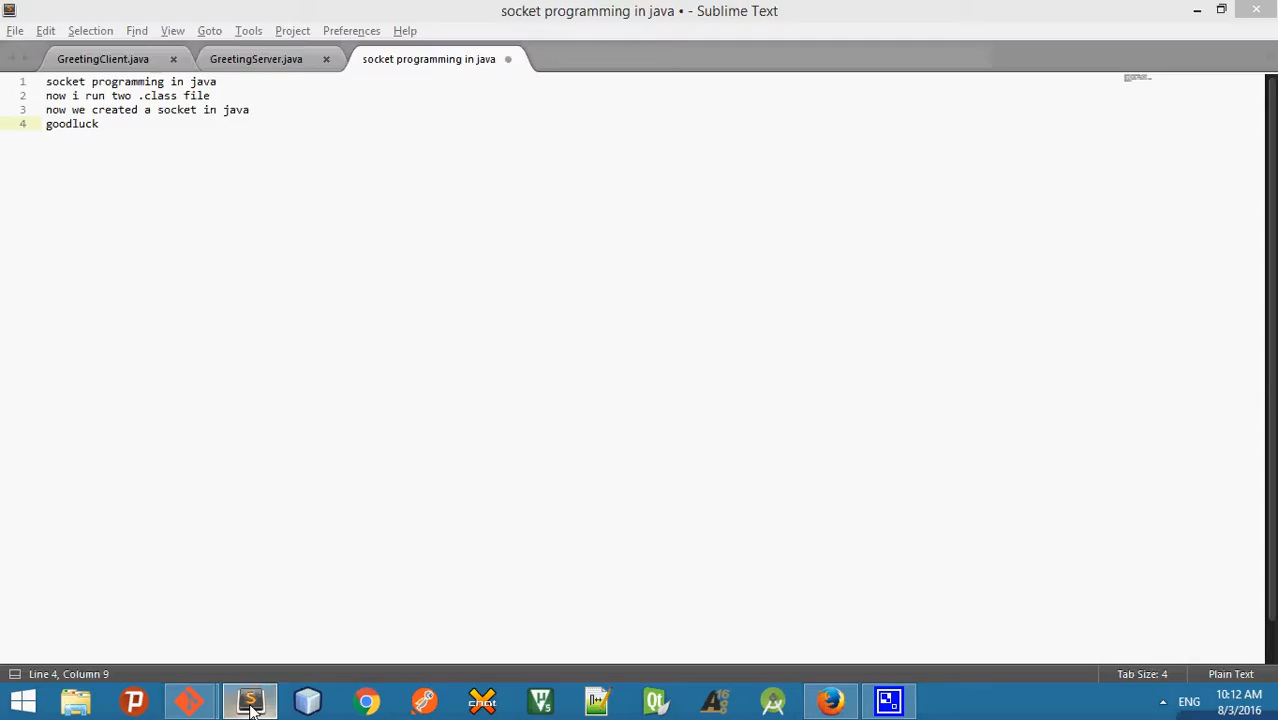 socket programming in java • - Sublime Text
File Edit Selection Find View Goto Tools Project Preferences Help
GreetingClient.java × GreetingServer.java × socket programming in java
1 socket programming in java
2 now i run two .class file
3 now we created a socket in java
4 goodluck
Line 4, Column 9 Tab Size: 4 Plain Text
chat
ENG 10:12 AM
8/3/2016